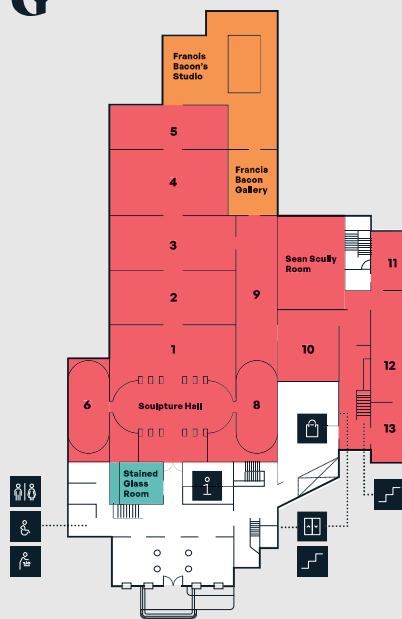 G
Francis
Bacon's
Studio
5
4
Francis
Bacon
Gallery
3
Sean Scully
Room
11
2
9
1
10
12
6
Sculpture Hall
8
13
Stained
Glass
Room
i